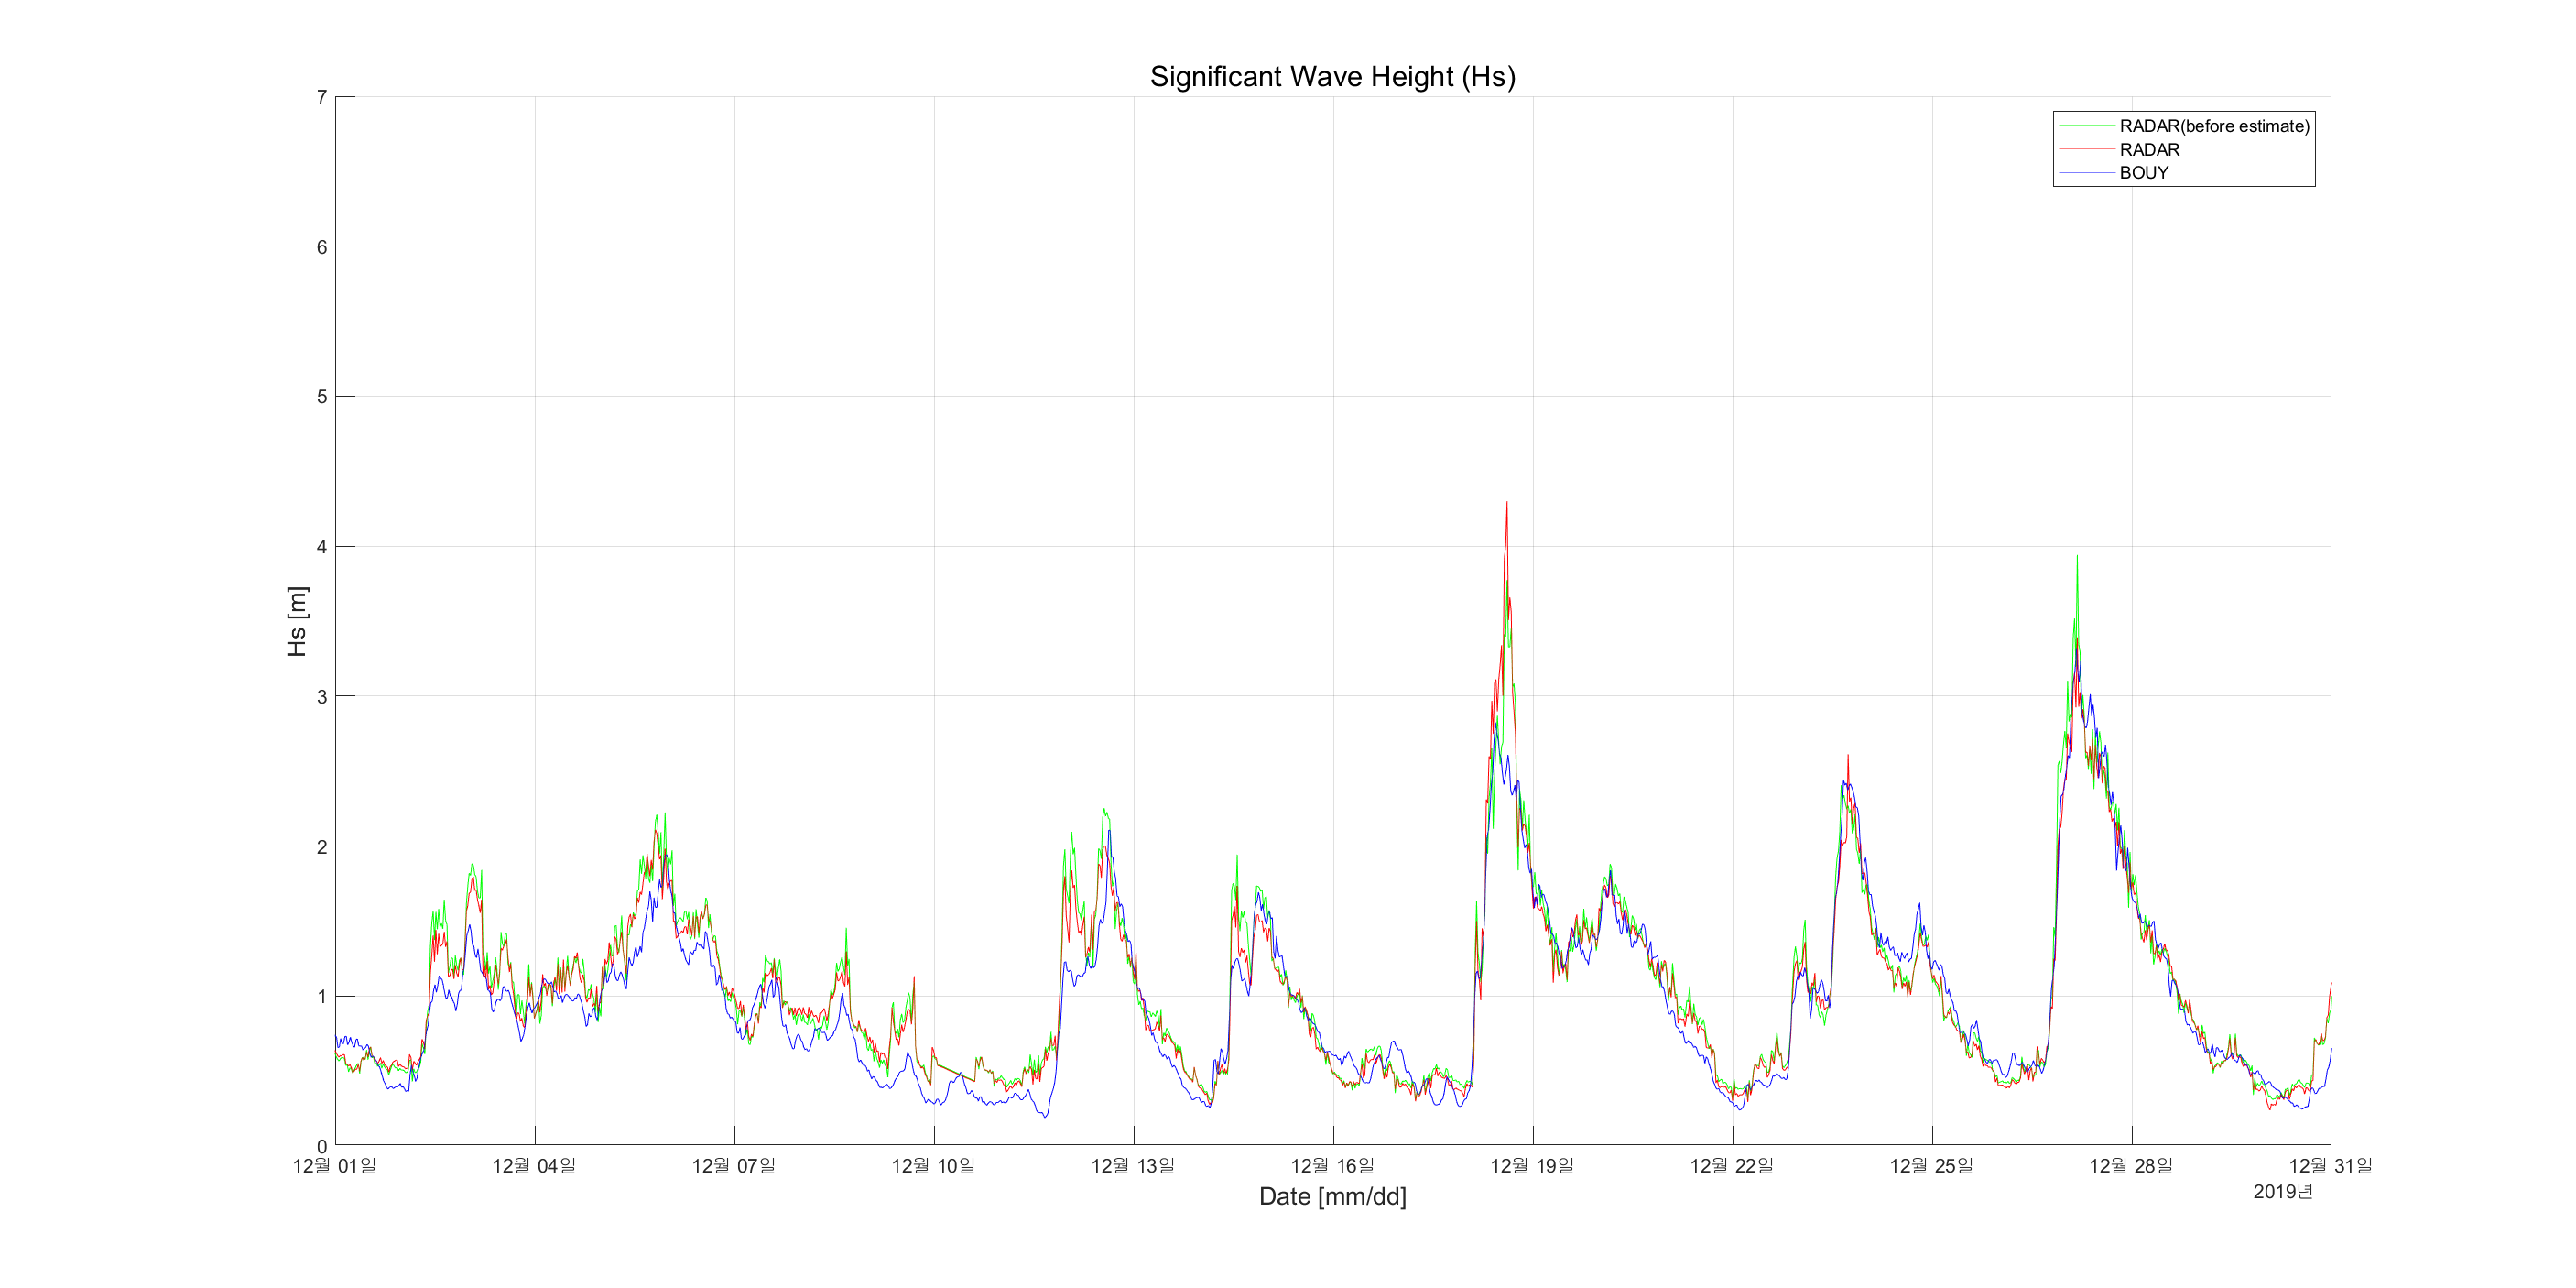 Significant Wave Height (Hs)
RADAR(before estimate)
RADAR
BOUY
7
6
5
4
3
2
1
0
Hs [m]
12월 01일 12월 04일 12월 07일 12월 10일 12월 13일 12월 16일 12월 19일 12월 22일 12월 25일 12월 28일 12월 31일
2019년
Date [mm/dd]